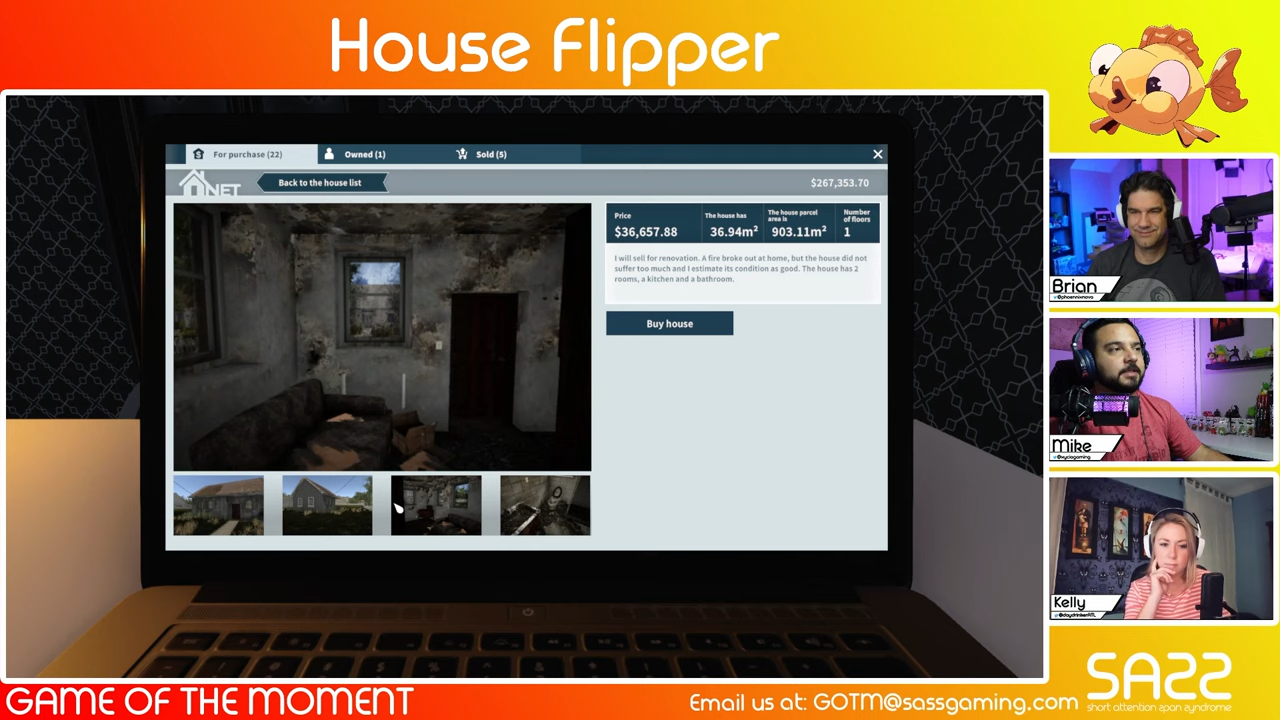 House Flipper
For purchase (22)
Owned (1)
Sold (5)
NET
Back to the house list
$267,353.70
Price
$36,657.88
The house has
36.94m²
The house parcel
area is
903.11m²
Number
of floors
1
I will sell for renovation. A fire broke out at home, but the house did not
suffer too much and I estimate its condition as good. The house has 2
rooms, a kitchen and a bathroom.
Buy house
Brian
@phoennixnova
Mike
@xyciagaming
Kelly
@daydrinkerATL
GAME OF THE MOMENT
Email us at: GOTM@sassgaming.com
SASS
short attention span syndrome